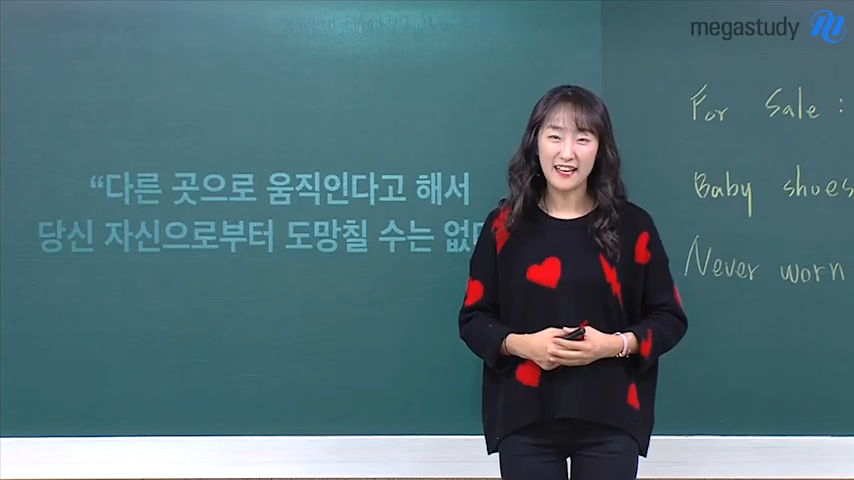 megastudy
“다른 곳으로 움직인다고 해서
당신 자신으로부터 도망칠 수는
For Sale :
Baby shoes
Never worn